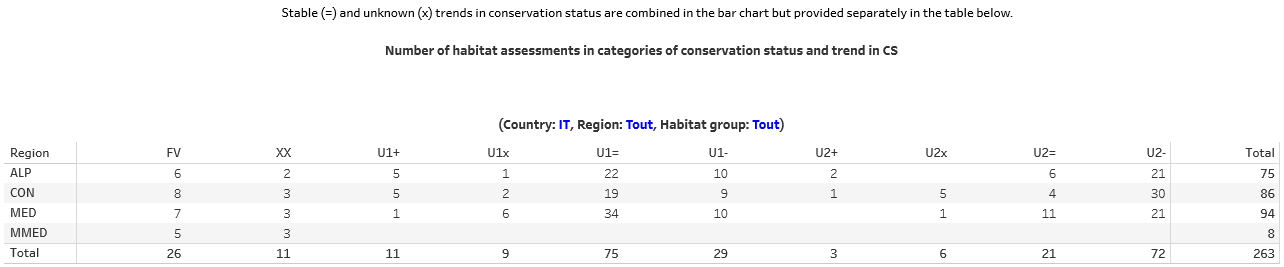 Stable (=) and unknown (x) trends in conservation status are combined in the bar chart but provided separately in the table below.
Number of habitat assessments in categories of conservation status and trend in CS
(Country: IT, Region: Tout, Habitat group: Tout)
Region FV XX U1+ U1x U1= U1- U2+ U2x U2= U2- Total
ALP 6 2 5 1 22 10 2 6 21 75
CON 8 3 5 2 19 9 1 5 4 30 86
MED 7 3 1 6 34 10 1 11 21 94
MMED 5 3 8
Total 26 11 11 9 75 29 3 6 21 72 263